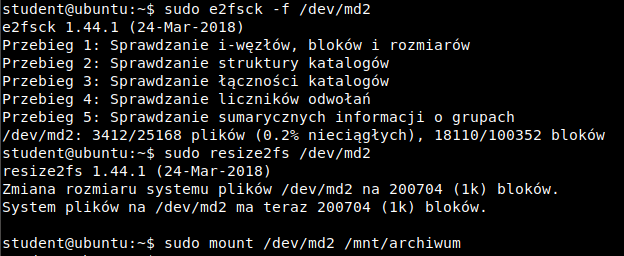 student@ubuntu:~$ sudo e2fsck -f /dev/md2
e2fsck 1.44.1 (24-Mar-2018)
Przebieg 1: Sprawdzanie i-węzłów, bloków i rozmiarów
Przebieg 2: Sprawdzanie struktury katalogów
Przebieg 3: Sprawdzanie łączności katalogów
Przebieg 4: Sprawdzanie liczników odwołań
Przebieg 5: Sprawdzanie sumarycznych informacji o grupach
/dev/md2: 3412/25168 plików (0.2% nieciągłych), 18110/100352 bloków
student@ubuntu:~$ sudo resize2fs /dev/md2
resize2fs 1.44.1 (24-Mar-2018)
Zmiana rozmiaru systemu plików /dev/md2 na 200704 (1k) bloków.
System plików na /dev/md2 ma teraz 200704 (1k) bloków.
student@ubuntu:~$ sudo mount /dev/md2 /mnt/archiwum